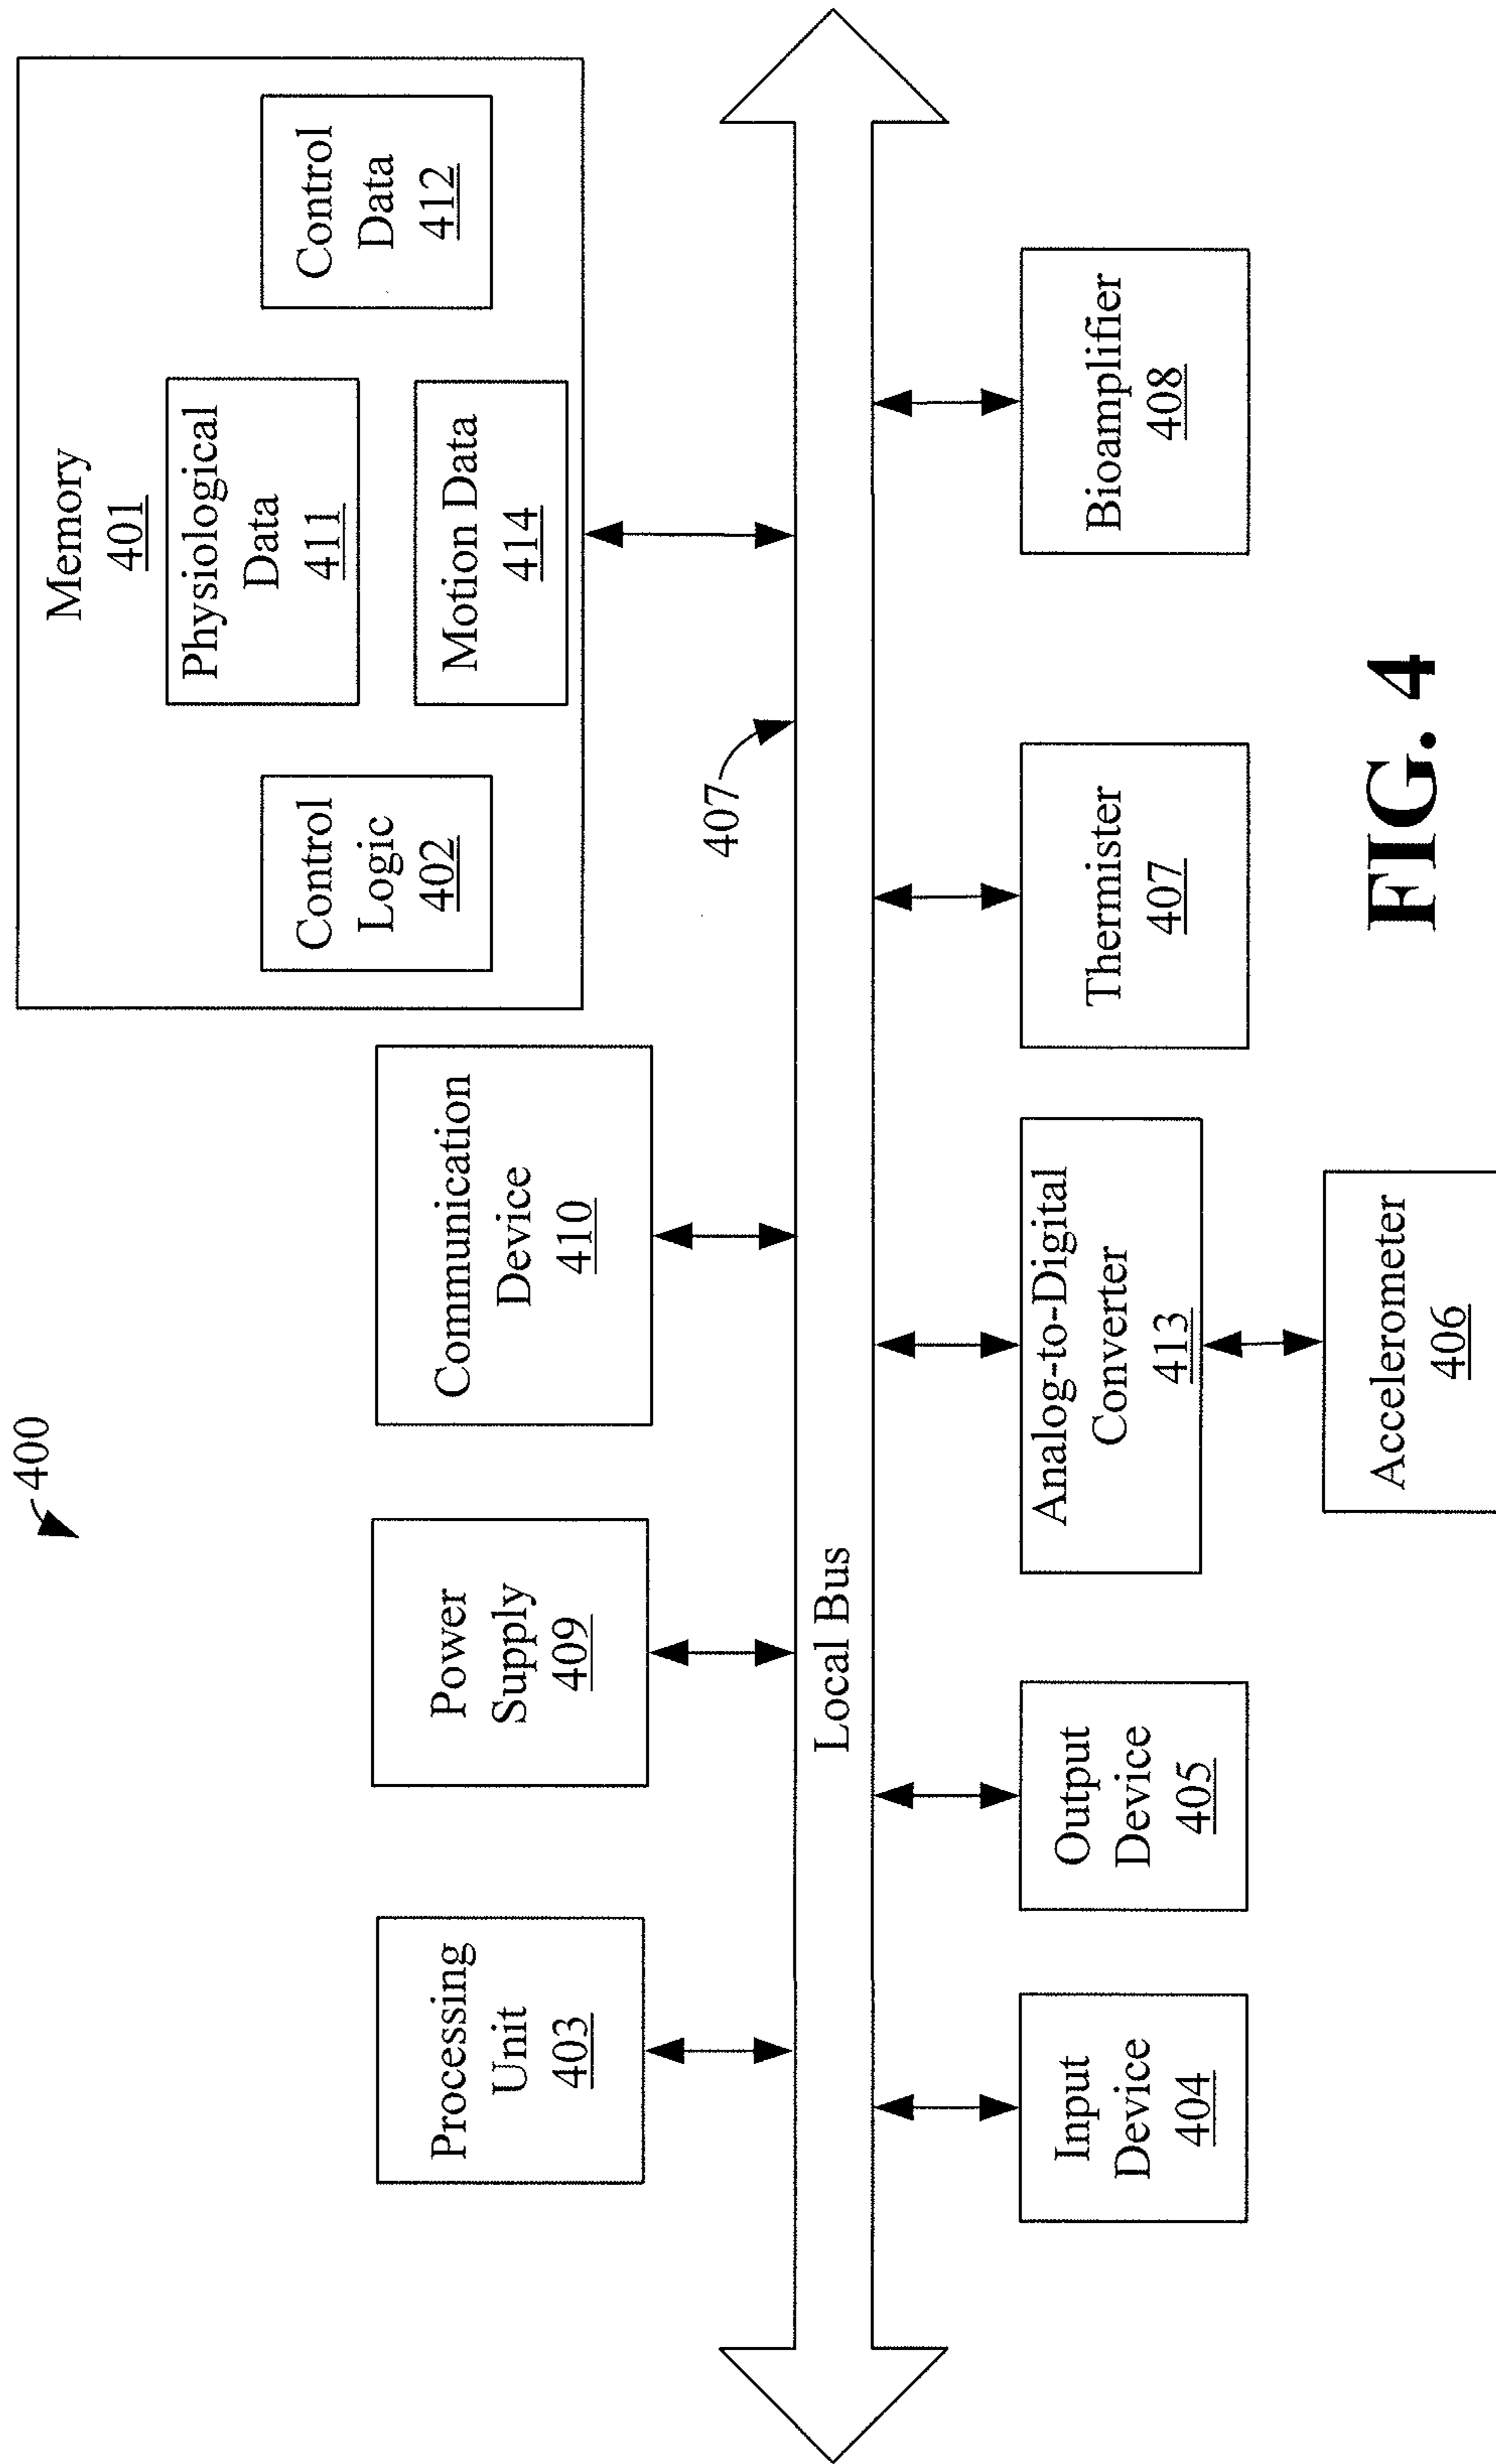 400
Memory
401
Physiological
Data
411
Control
Logic
402
Motion Data
414
Control
Data
412
Processing
Unit
403
Power
Supply
409
Communication
Device
410
407
Local Bus
Input
Device
404
Output
Device
405
Analog-to-Digital
Converter
413
Accelerometer
406
Thermister
407
Bioamplifier
408
FIG. 4